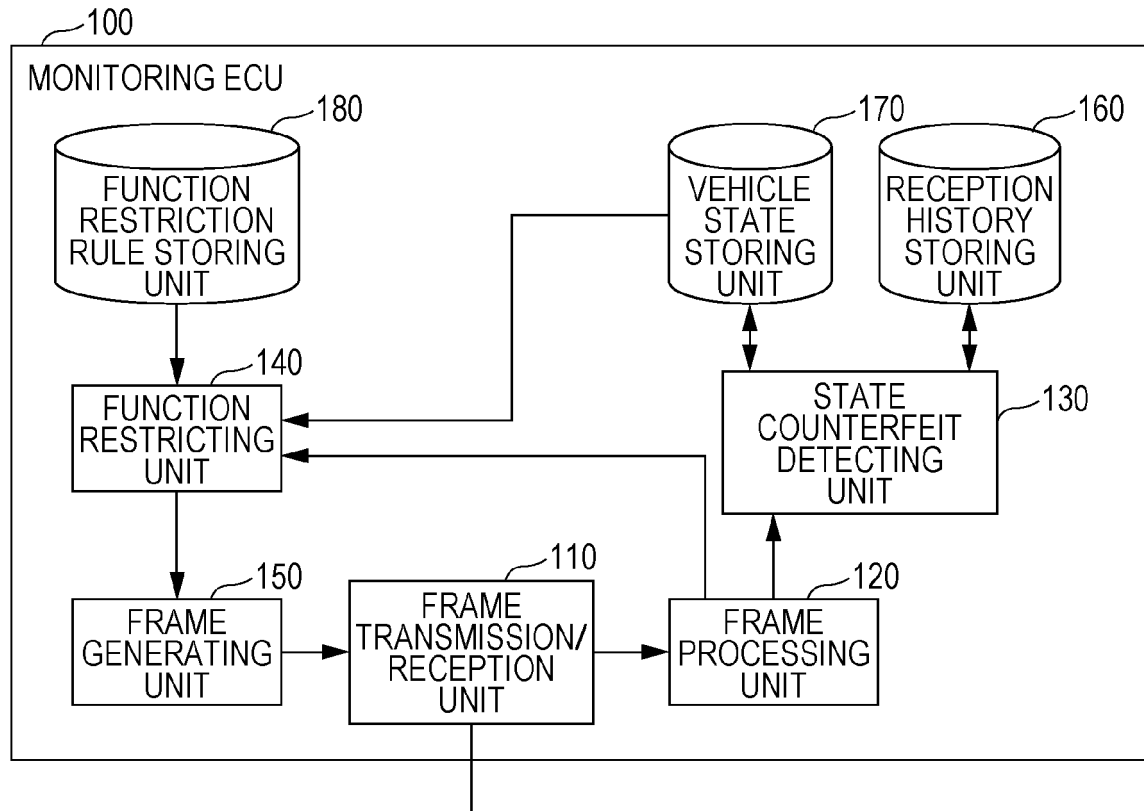 100
MONITORING ECU
180
FUNCTION
RESTRICTION
RULE STORING
UNIT
170
VEHICLE
STATE
STORING
UNIT
160
RECEPTION
HISTORY
STORING
UNIT
140
FUNCTION
RESTRICTING
UNIT
STATE
COUNTERFEIT
DETECTING
UNIT
130
150
FRAME
GENERATING
UNIT
110
FRAME
TRANSMISSION/
RECEPTION
UNIT
120
FRAME
PROCESSING
UNIT